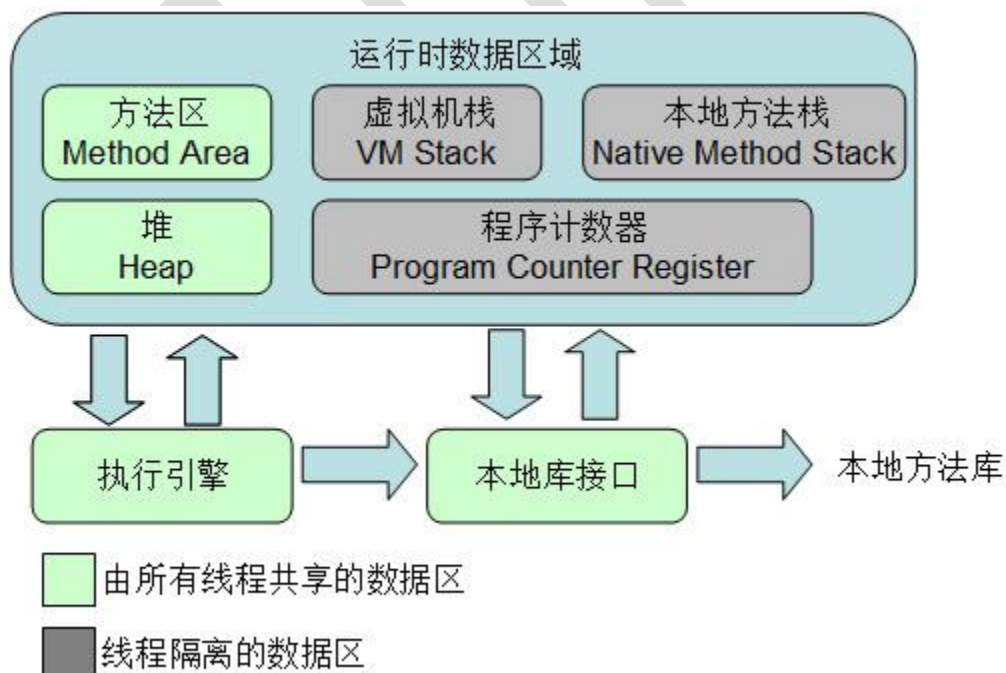 运行时数据区域
方法区
Method Area
虚拟机栈
VM Stack
本地方法栈
Native Method Stack
堆
Heap
程序计数器
Program Counter Register
执行引擎
本地库接口
本地方法库
由所有线程共享的数据区
线程隔离的数据区